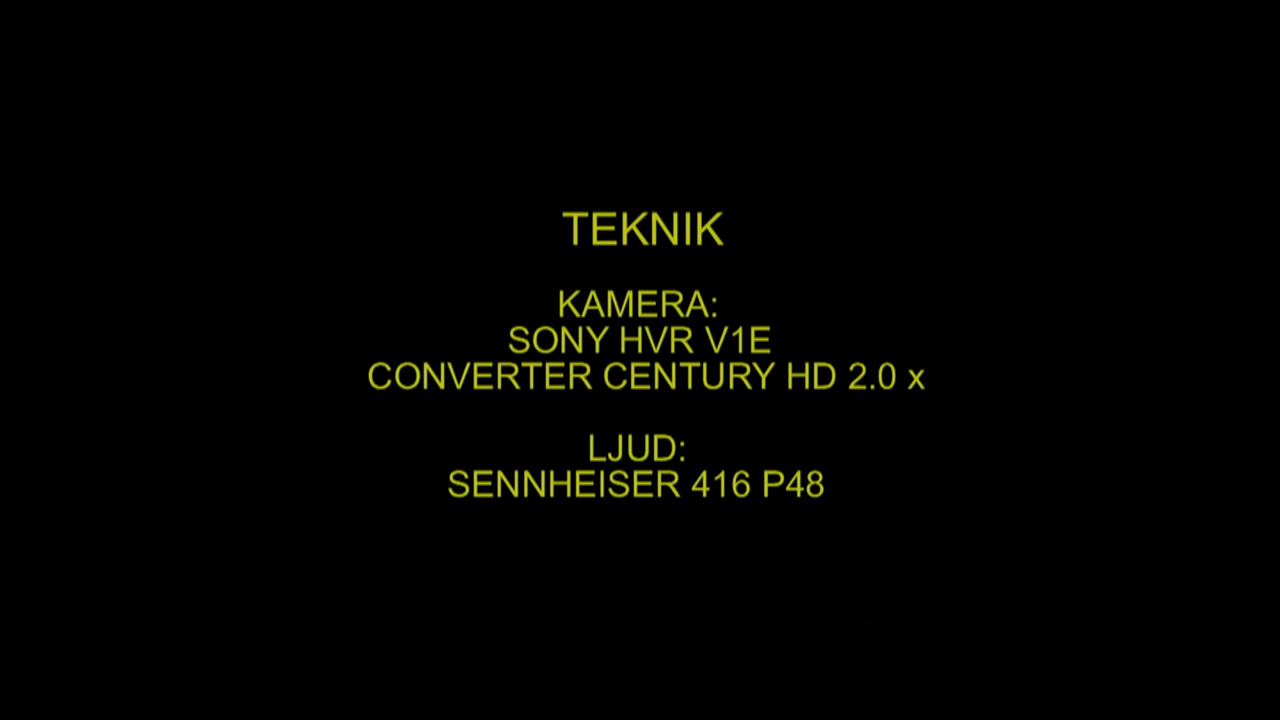 TEKNIK
KAMERA:
SONY HVR V1E
CONVERTER CENTURY HD 2.0 x
LJUD:
SENNHEISER 416 P48